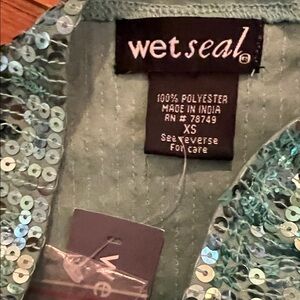 wet seal
100% POLYESTER
MADE IN INDIA
RN # 78749
XS
See reverse
For care
W
e